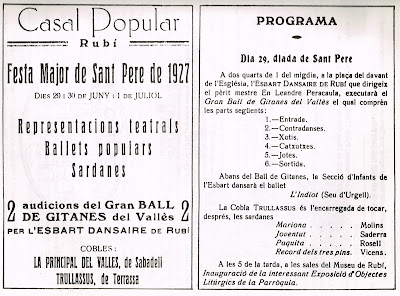 Casal Popular
Rubí
Festa Major de Sant Pere de 1927
DIES 29 i 30 de JUNY i 1 de JULIOL
Representacions teatrals
Ballets populars
Sardanes
2 audicions del Gran BALL 2
DE GITANES del Vallès
PER L'ESBART DANSAIRE DE RUBÍ
COBLES:
LA PRINCIPAL DEL VALLES, de Sabadell
TRULLASSUS, de Terrassa
PROGRAMA
Dia 29, diada de Sant Pere
A dos quarts de 1 del migdia, a la plaça del davant
de l'Església, l'ESBART DANSAIRE DE RUBÍ que dirigeix
el pèrit mestre En Leandre Peracaula, executarà el
Gran Ball de Gitanes del Vallès el qual comprèn
les parts següents:
1.—Entrada.
2.—Contradanses.
3.—Xotis.
4.—Catxutxes.
5.—Jotes.
6.—Sortida.
Abans del Ball de Gitanes, la Secció d'Infants de
l'Esbart dansarà el ballet
L'Indiot (Seu d'Urgell).
La Cobla TRULLASSUS és l'encarregada de tocar,
després, les sardanes
Mariona . . . . Molins
Joventut . . . . Saderra
Paquita . . . . Rosell
Record dels tres pins. Vicens.
A les 5 de la tarda, a les sales del Museu de Rubí,
Inauguració de la interessant Exposició d'Objectes
Litúrgics de la Parròquia.